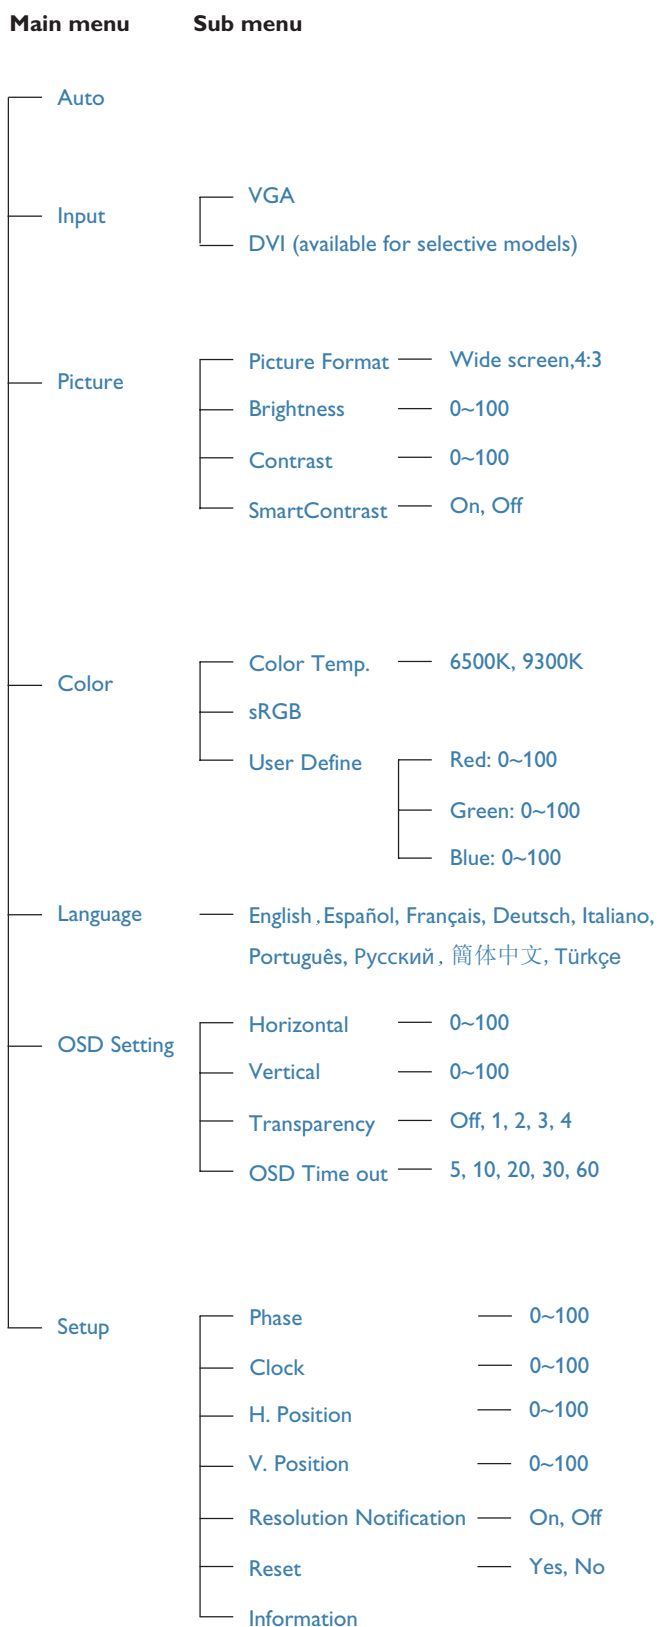 Main menu Sub menu
Auto
Input
VGA
DVI (available for selective models)
Picture
Picture Format Wide screen,4:3
Brightness 0~100
Contrast 0~100
SmartContrast On, Off
Color
Color Temp. 6500K, 9300K
sRGB
User Define Red: 0~100
Green: 0~100
Blue: 0~100
Language English , Español, Français, Deutsch, Italiano,
Português, Русский , 簡体中文, Türkçe
OSD Setting
Horizontal 0~100
Vertical 0~100
Transparency Off, 1, 2, 3, 4
OSD Time out 5, 10, 20, 30, 60
Setup
Phase 0~100
Clock 0~100
H. Position 0~100
V. Position 0~100
Resolution Notification On, Off
Reset Yes, No
Information